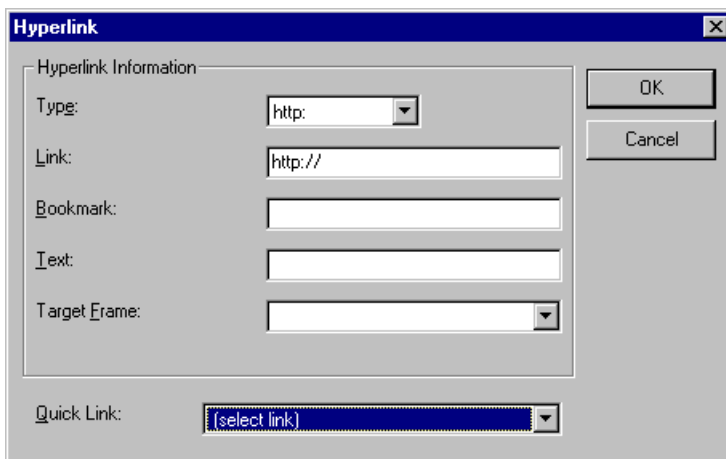 Hyperlink
Hyperlink Information
Type: http:
Link: http://
Bookmark:
Text:
Target Frame:
Quick Link: (select link)
OK
Cancel